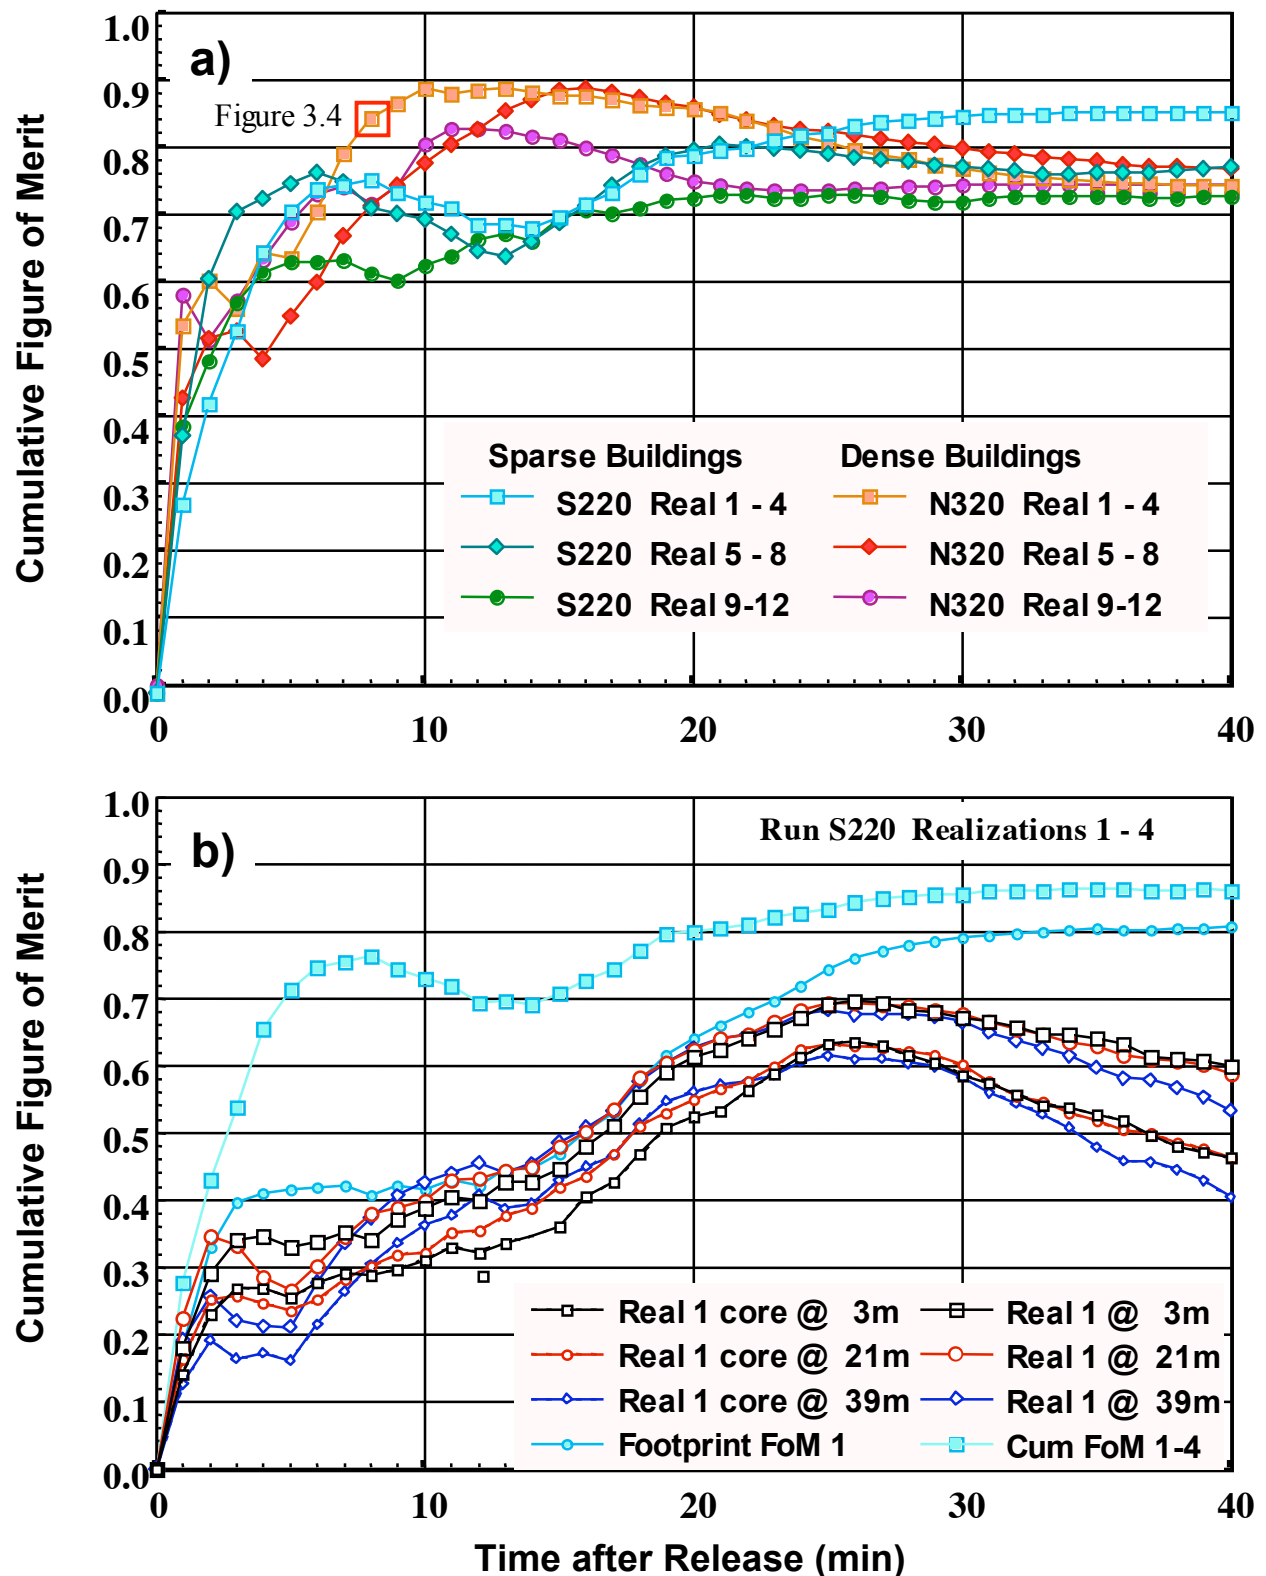 a)
Figure 3.4
Cumulative Figure of Merit
1.0
0.9
0.8
0.7
0.6
0.5
0.4
0.3
0.2
0.1
0.0
0 10 20 30 40
Sparse Buildings Dense Buildings
S220 Real 1 - 4 N320 Real 1 - 4
S220 Real 5 - 8 N320 Real 5 - 8
S220 Real 9-12 N320 Real 9-12
b)
Run S220 Realizations 1 - 4
Cumulative Figure of Merit
1.0
0.9
0.8
0.7
0.6
0.5
0.4
0.3
0.2
0.1
0.0
0 10 20 30 40
Real 1 core @ 3m Real 1 @ 3m
Real 1 core @ 21m Real 1 @ 21m
Real 1 core @ 39m Real 1 @ 39m
Footprint FoM 1 Cum FoM 1-4
Time after Release (min)